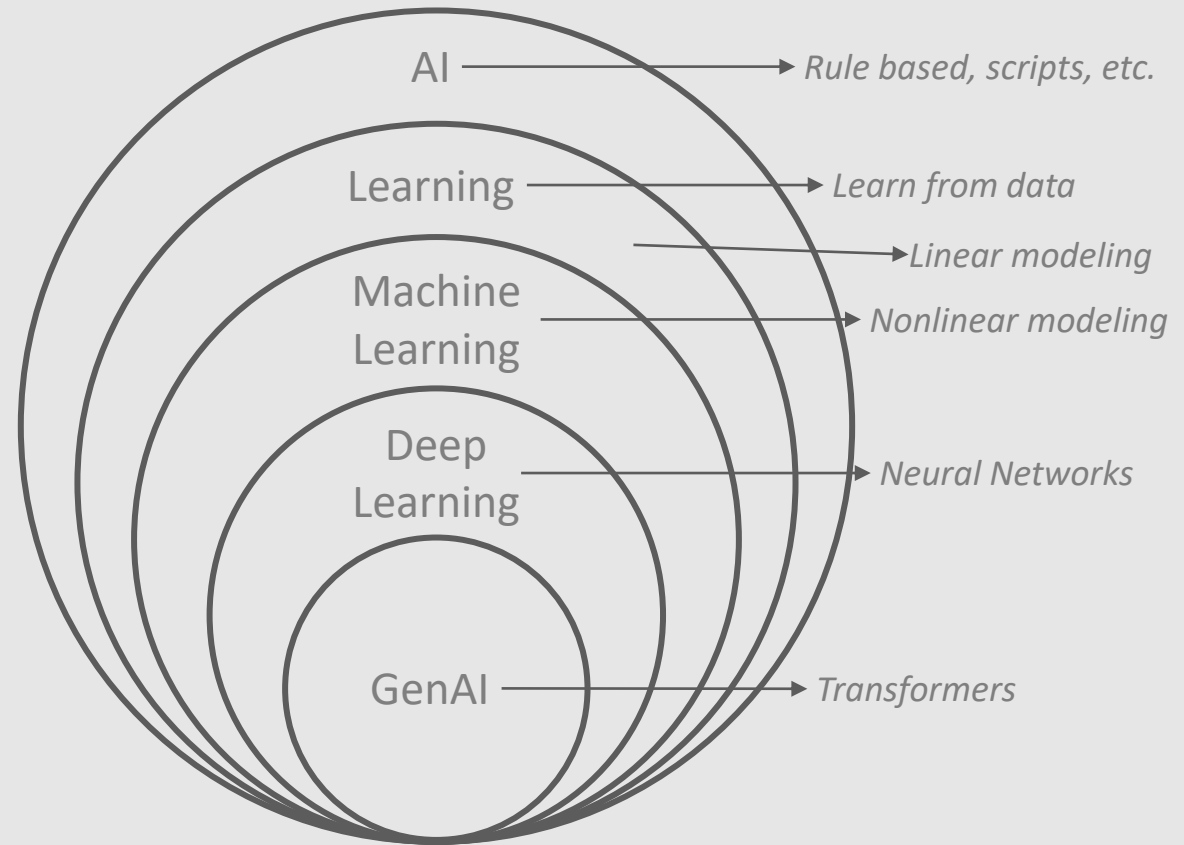 AI
Rule based, scripts, etc.
Learning
Learn from data
Linear modeling
Machine
Learning
Nonlinear modeling
Deep
Learning
Neural Networks
GenAI
Transformers